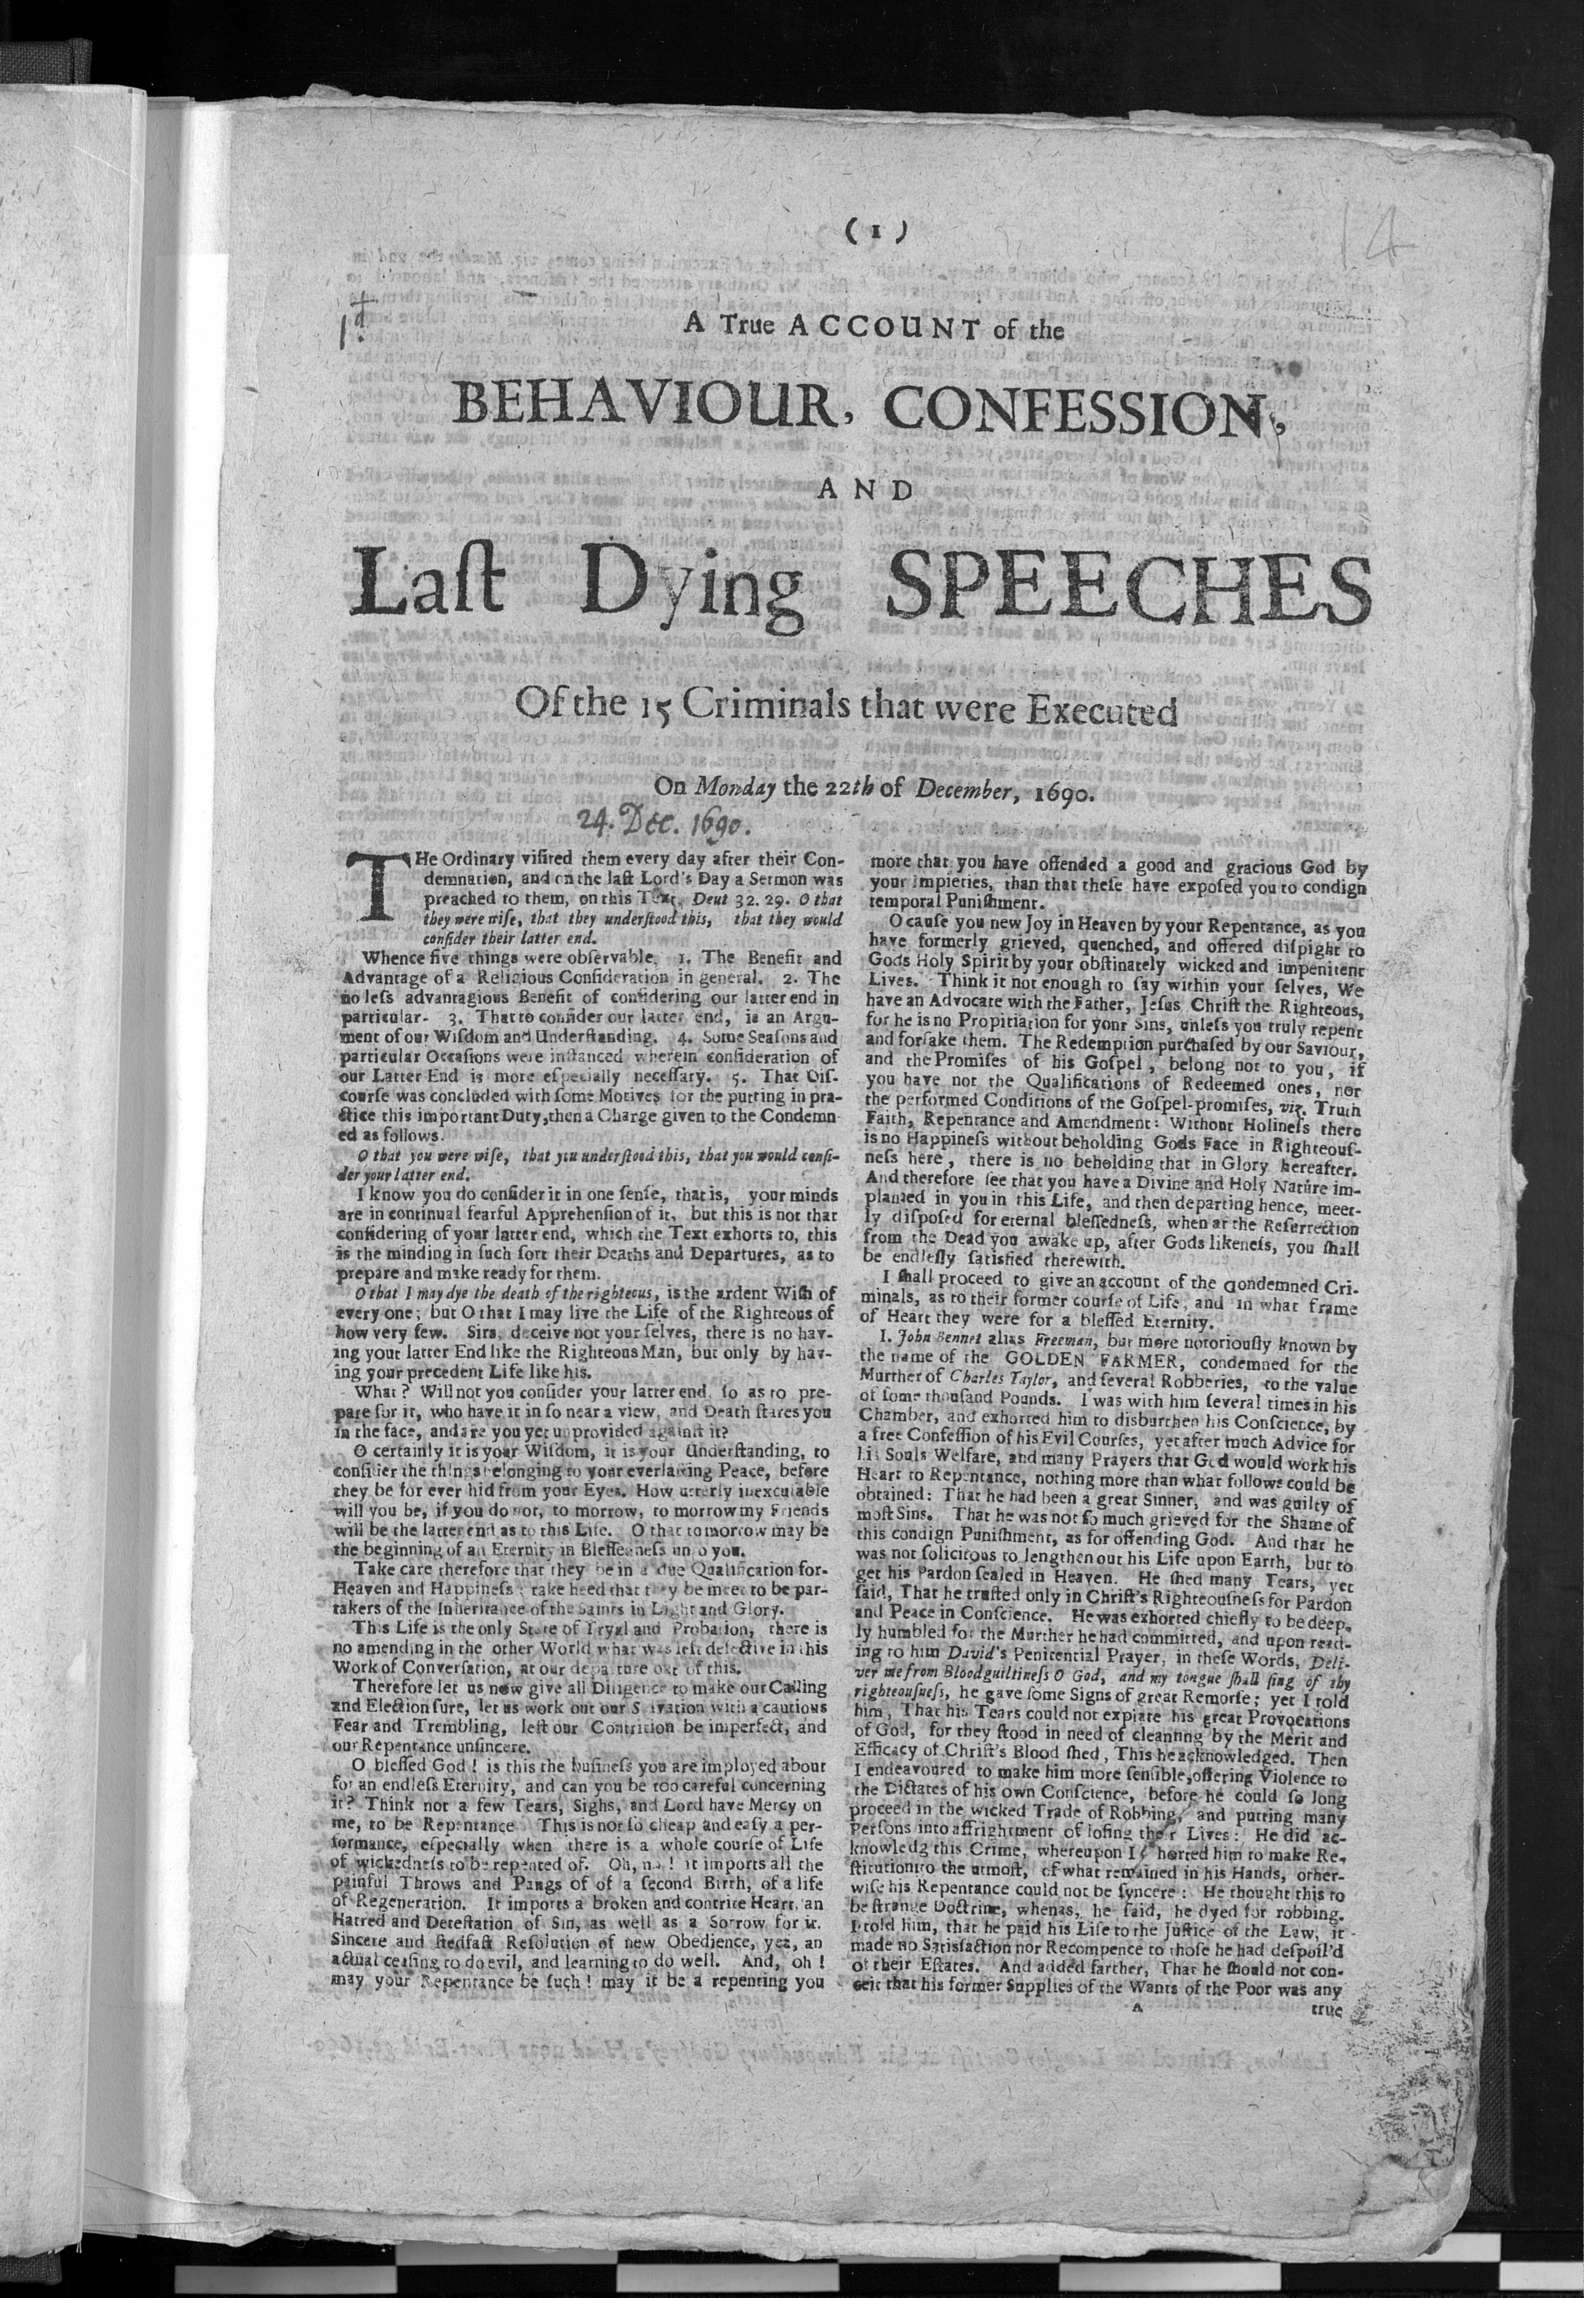 ( 1 )
14
1d.
A True ACCOUNT of the
BEHAVIOUR, CONFESSION,
AND
Laſt Dying SPEECHES
Of the 15 Criminals that were Executed
On Monday the 22th of December, 1690.
24. Dec. 1690.
THe Ordinary viſited them every day after their Con-
demnation, and on the laſt Lord's Day a Sermon was
preached to them, on this Text, Deut 32. 29. O that
they were wiſe, that they underſtood this, that they would
conſider their latter end.
Whence five things were obſervable. 1. The Benefit and
Advantage of a Religious Conſideration in general. 2. The
no leſs advantagious Benefit of conſidering our latter end in
particular. 3. That to conſider our latter end, is an Argu-
ment of our Wiſdom and Underſtanding. 4. Some Seaſons and
particular Occaſions were inſtanced wherein conſideration of
our Latter End is more eſpecially neceſſary. 5. That Diſ-
courſe was concluded with ſome Motives for the putting in pra-
ctice this important Duty, then a Charge given to the Condemn-
ed as follows.
O that you were wiſe, that you underſtood this, that you would conſi-
der your latter end.
I know you do conſider it in one ſenſe, that is, your minds
are in continual fearful Apprehenſion of it, but this is not that
conſidering of your latter end, which the Text exhorts to, this
is the minding in ſuch ſort their Deaths and Departures, as to
prepare and make ready for them.
O that I may dye the death of the righteous, is the ardent Wiſh of
every one; but O that I may live the Life of the Righteous of
how very few. Sirs, deceive not your ſelves, there is no hav-
ing your latter End like the Righteous Man, but only by hav-
ing your precedent Life like his.
What? Will not you conſider your latter end, ſo as to pre-
pare for it, who have it in ſo near a view, and Death ſtares you
in the face, and are you yet unprovided againſt it?
O certainly it is your Wiſdom, it is your Underſtanding, to
conſider the things belonging to your everlaſting Peace, before
they be for ever hid from your Eyes. How utterly inexcuſable
will you be, if you do not, to morrow, to morrow my Friends
will be the latter end as to this Life. O that tomorrow may be
the beginning of an Eternity in Bleſſedneſs unto you.
Take care therefore that they be in a due Qualification for-
Heaven and Happineſs; take heed that they be meet to be par-
takers of the Inheritance of the Saints in Light and Glory.
This Life is the only State of Tryal and Probation, there is
no amending in the other World what was left defective in this
Work of Converſation, at our departure out of this.
Therefore let us now give all Diligence to make our Calling
and Election ſure, let us work out our Salvation with a cautious
Fear and Trembling, leſt our Contrition be imperfect, and
our Repentance unſincere.
O bleſſed God! is this the buſineſs you are imployed about
for an endleſs Eternity, and can you be too careful concerning
it? Think not a few Tears, Sighs, and Lord have Mercy on
me, to be Repentance. This is not ſo cheap and eaſy a per-
formance, eſpecially when there is a whole courſe of Life
of wickedneſs to be repented of. Oh, no! it imports all the
painful Throws and Pangs of of a ſecond Birth, of a life
of Regeneration. It imports a broken and contrite Heart, an
Hatred and Deteſtation of Sin, as well as a Sorrow for it.
Sincere and ſtedfaſt Reſolution of new Obedience, yea, an
actual ceaſing to do evil, and learning to do well. And, oh!
may your Repentance be ſuch! may it be a repenting you
more that you have offended a good and gracious God by
your impieties, than that theſe have expoſed you to condign
temporal Puniſhment.
O cauſe you new Joy in Heaven by your Repentance, as you
have formerly grieved, quenched, and offered diſpight to
Gods Holy Spirit by your obſtinately wicked and impenitent
Lives. Think it not enough to ſay within your ſelves, We
have an Advocate with the Father, Jeſus Chriſt the Righteous,
for he is no Propitiation for your Sins, unleſs you truly repent
and forſake them. The Redemption purchaſed by our Saviour,
and the Promiſes of his Goſpel, belong not to you, if
you have not the Qualifications of Redeemed ones, nor
the performed Conditions of the Goſpel-promiſes, viz. Truth
Faith, Repentance and Amendment: Without Holineſs there
is no Happineſs without beholding Gods Face in Righteouſ-
neſs here, there is no beholding that in Glory hereafter.
And therefore ſee that you have a Divine and Holy Nature im-
planted in you in this Life, and then departing hence, meet-
ly diſpoſed for eternal bleſſedneſs, when at the Reſurrection
from the Dead you awake up, after Gods likeneſs, you ſhall
be endleſly ſatisfied therewith.
I ſhall proceed to give an account of the Condemned Cri-
minals, as to their former courſe of Life, and in what frame
of Heart they were for a bleſſed Eternity.
I. John Bennet alias Freeman, but more notoriouſly known by
the name of the GOLDEN FARMER, condemned for the
Murther of Charles Taylor, and ſeveral Robberies, to the value
of ſome thouſand Pounds. I was with him ſeveral times in his
Chamber, and exhorted him to disburthen his Conſcience, by
a free Confeſſion of his Evil Courſes, yet after much Advice for
his Souls Welfare, and many Prayers that God would work his
Heart to Repentance, nothing more than what follows could be
obtained: That he had been a great Sinner, and was guilty of
moſt Sins. That he was not ſo much grieved for the Shame of
this condign Puniſhment, as for offending God. And that he
was not ſolicitous to lengthen out his Life upon Earth, but to
get his Pardon ſealed in Heaven. He ſhed many Tears, yet
ſaid, That he truſted only in Chriſt's Righteouſneſs for Pardon
and Peace in Conſcience. He was exhorted chiefly to be deep-
ly humbled for the Murther he had committed, and upon read-
ing to him David's Penitential Prayer, in theſe Words, Deli-
ver me from Bloodguiltineſs O God, and my tongue ſhall ſing of thy
righteouſneſs, he gave ſome Signs of great Remorſe; yet I told
him, That his Tears could not expiate his great Provocations
of God, for they ſtood in need of cleanſing by the Merit and
Efficacy of Chriſt's Blood ſhed, This he acknowledged. Then
I endeavoured to make him more ſenſible, offering Violence to
the Dictates of his own Conſcience, before he could ſo long
proceed in the wicked Trade of Robbing, and putting many
Perſons into affrightment of loſing their Lives: He did ac-
knowledg this Crime, whereupon I horted him to make Re-
ſtitution to the utmoſt, of what remained in his Hands, other-
wiſe his Repentance could not be ſyncere: He thought this to
be ſtrange Doctrine, whenas, he ſaid, he dyed for robbing.
I told him, that he paid his Life to the Juſtice of the Law, it
made no Satisfaction nor Recompence to thoſe he had deſpoil'd
of their Eſtates. And added farther, That he ſhould not con-
ceit that his former Supplies of the Wants of the Poor was any
A
true